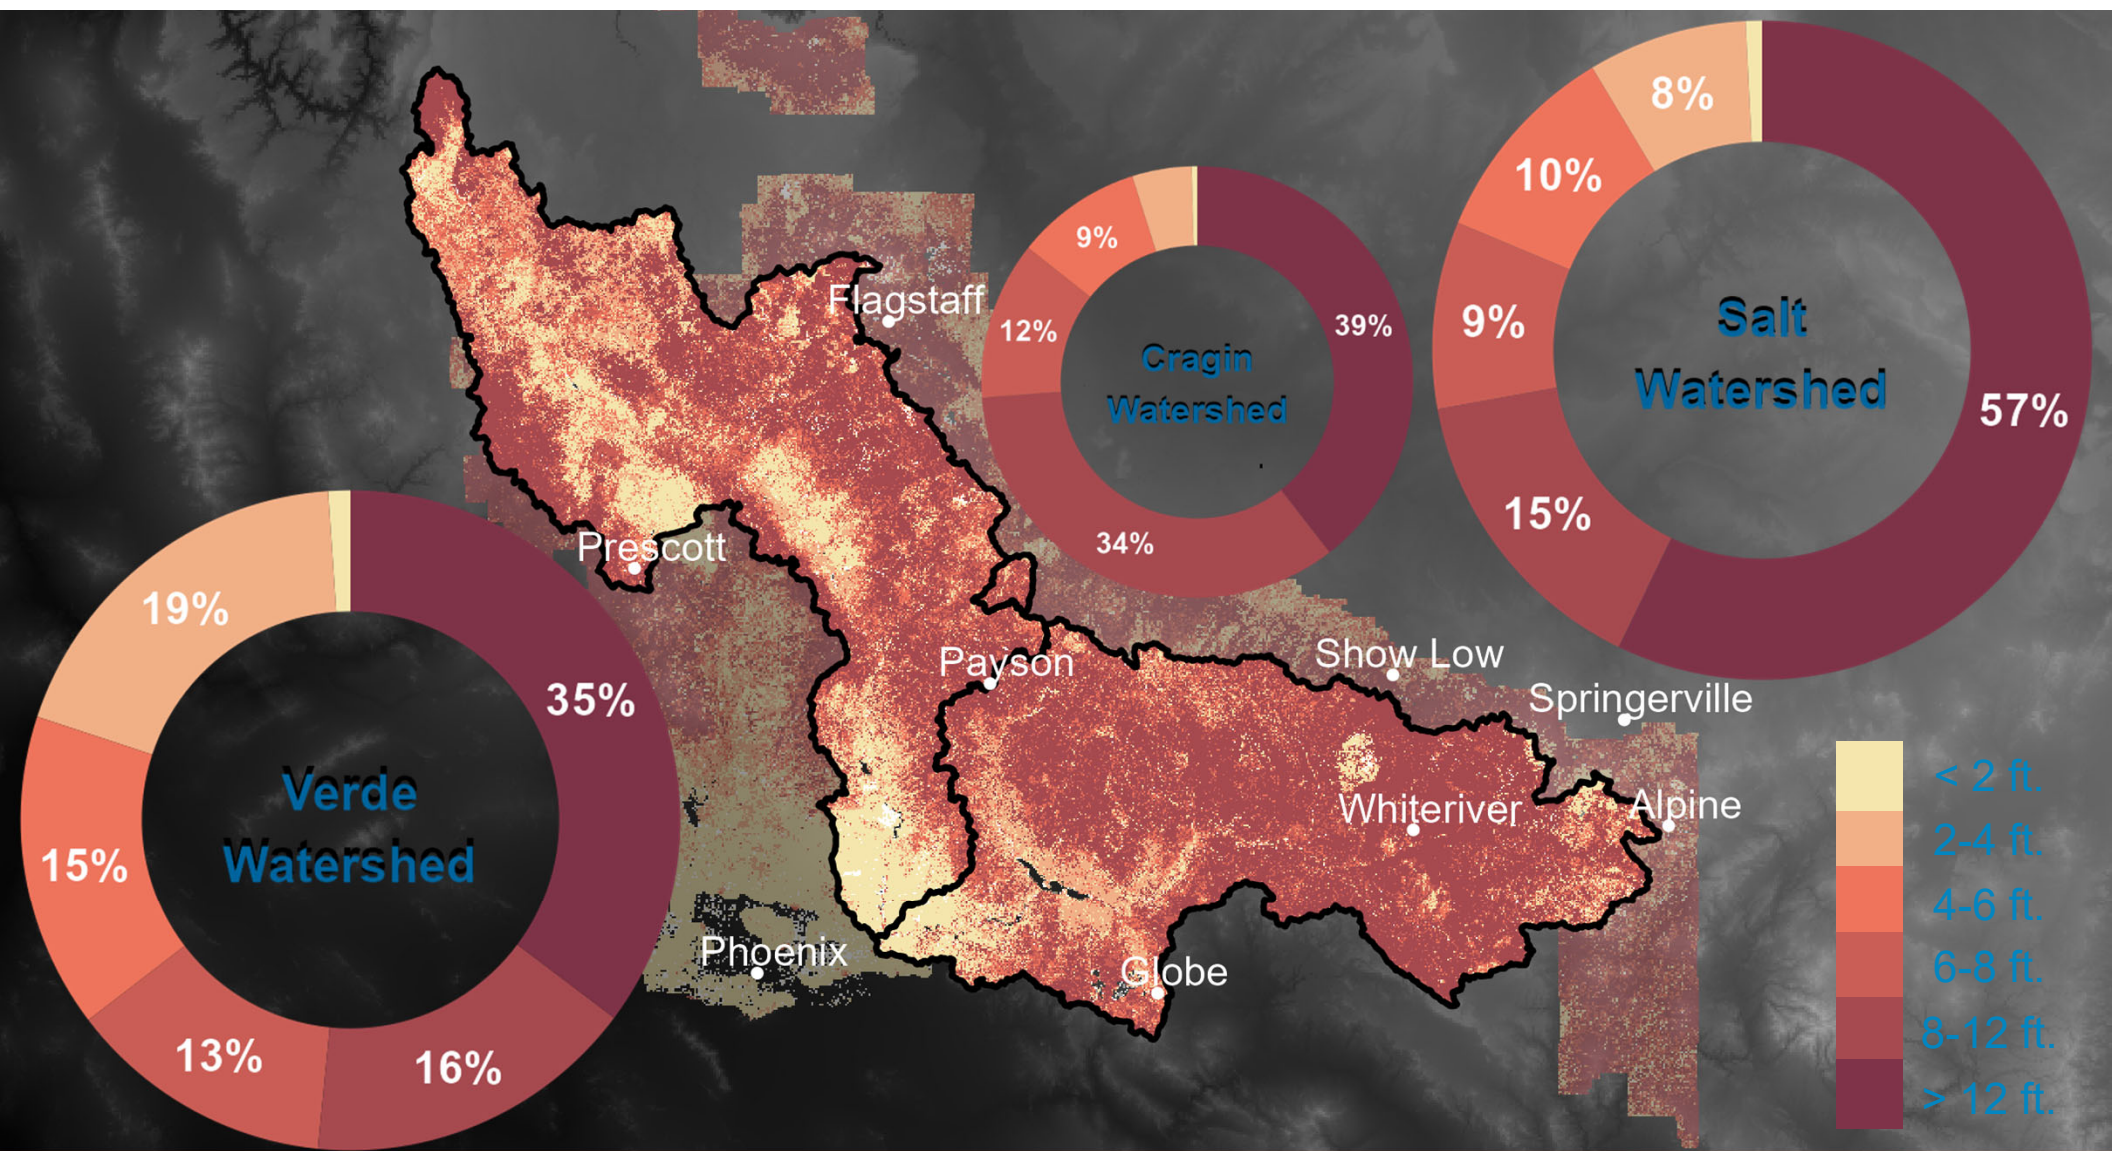 8%
10%
9%
15%
57%
Salt
Watershed
9%
12%
39%
34%
Cragin
Watershed
Flagstaff
Prescott
19%
35%
15%
13%
16%
Verde
Watershed
Payson
Show Low
Springerville
Whiteriver
Alpine
Phoenix
Globe
< 2 ft.
2-4 ft.
4-6 ft.
6-8 ft.
8-12 ft.
> 12 ft.